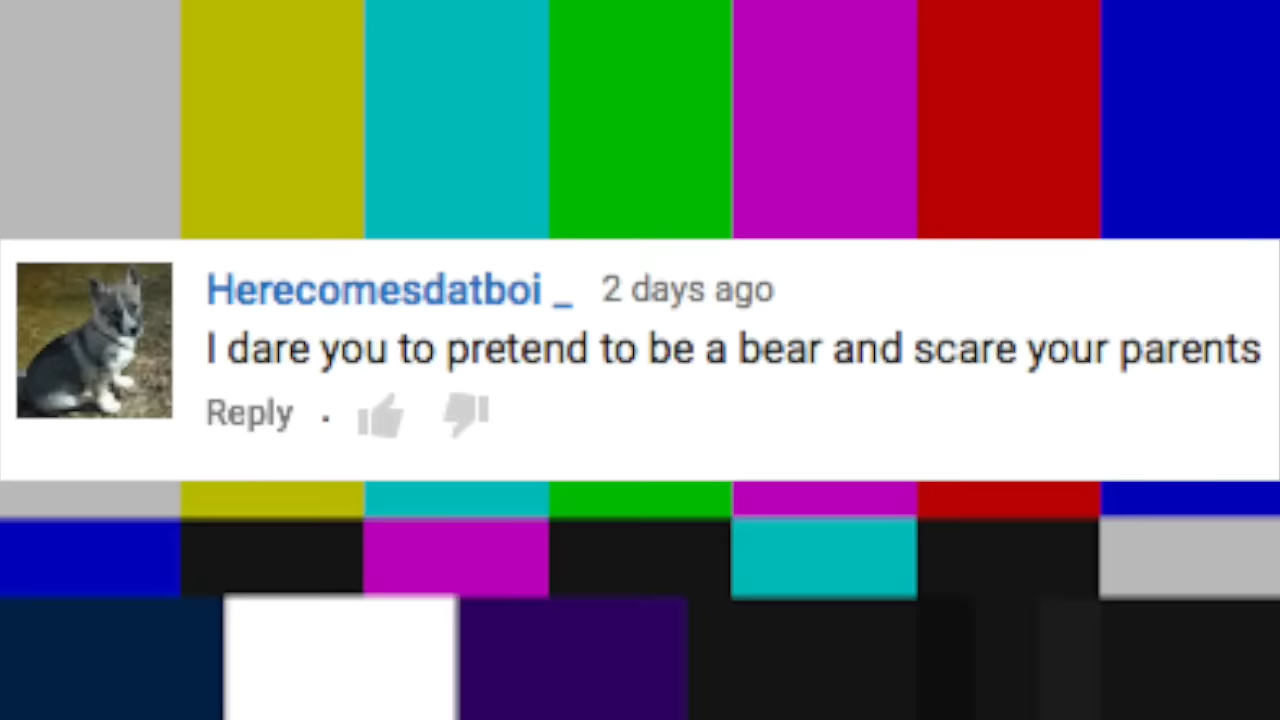 Herecomesdatboi _ 2 days ago
I dare you to pretend to be a bear and scare your parents
Reply .